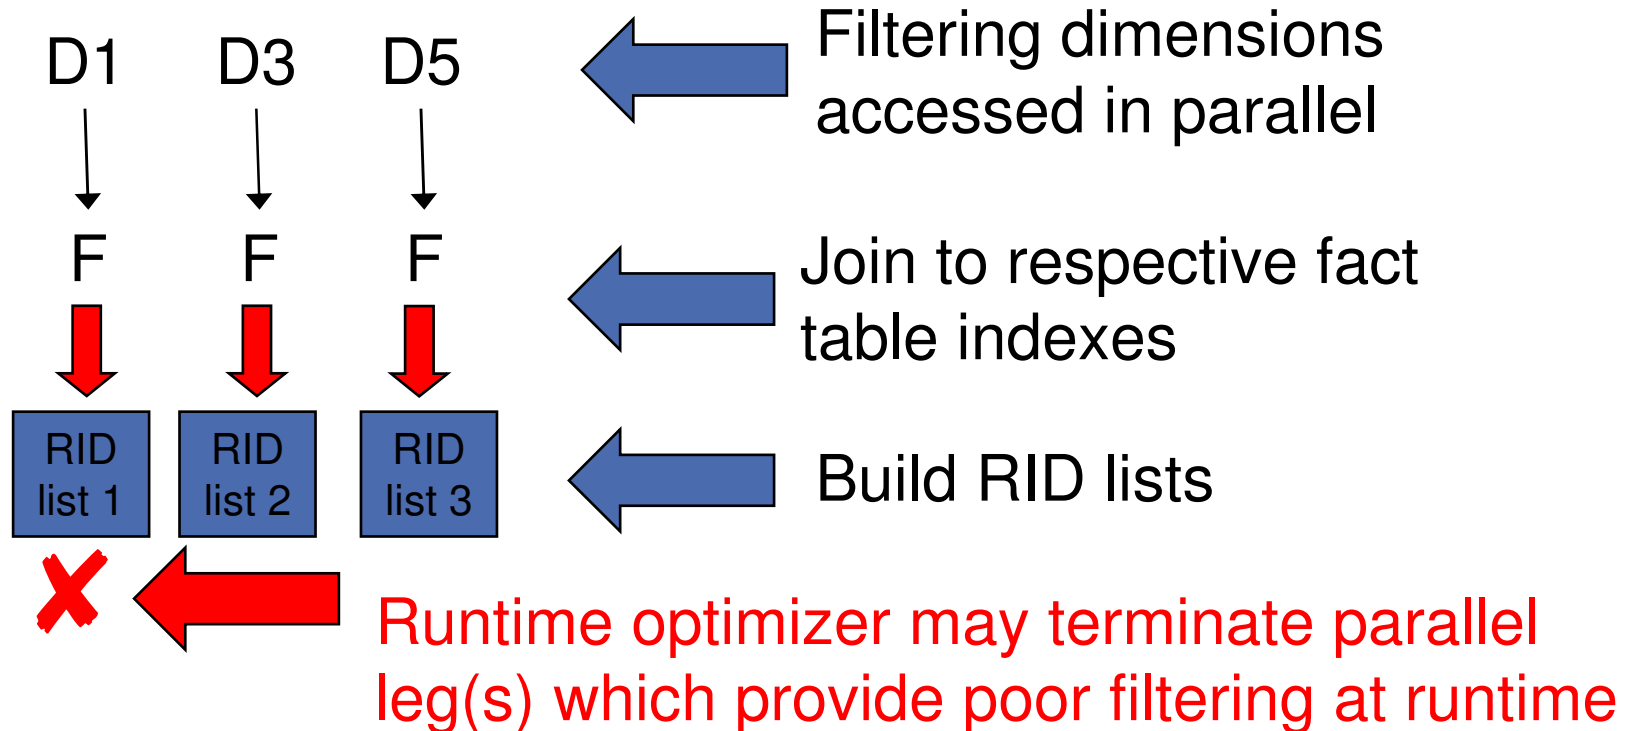 D1 D3 D5
Filtering dimensions
accessed in parallel
F F F
Join to respective fact
table indexes
RID RID RID
list 1 list 2 list 3
Build RID lists
Runtime optimizer may terminate parallel
leg(s) which provide poor filtering at runtime